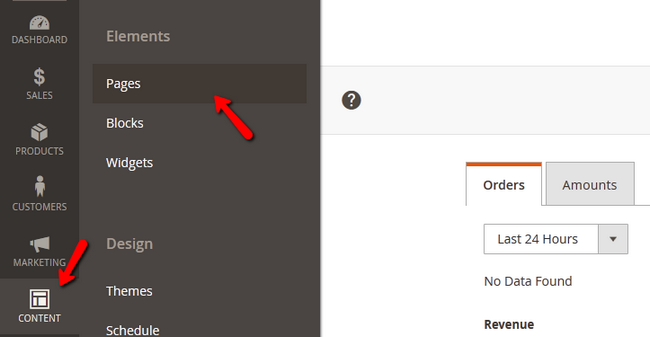 DASHBOARD
$
SALES
PRODUCTS
CUSTOMERS
MARKETING
CONTENT
Elements
Pages
Blocks
Widgets
Design
Themes
Schedule
?
Orders
Amounts
Last 24 Hours
No Data Found
Revenue